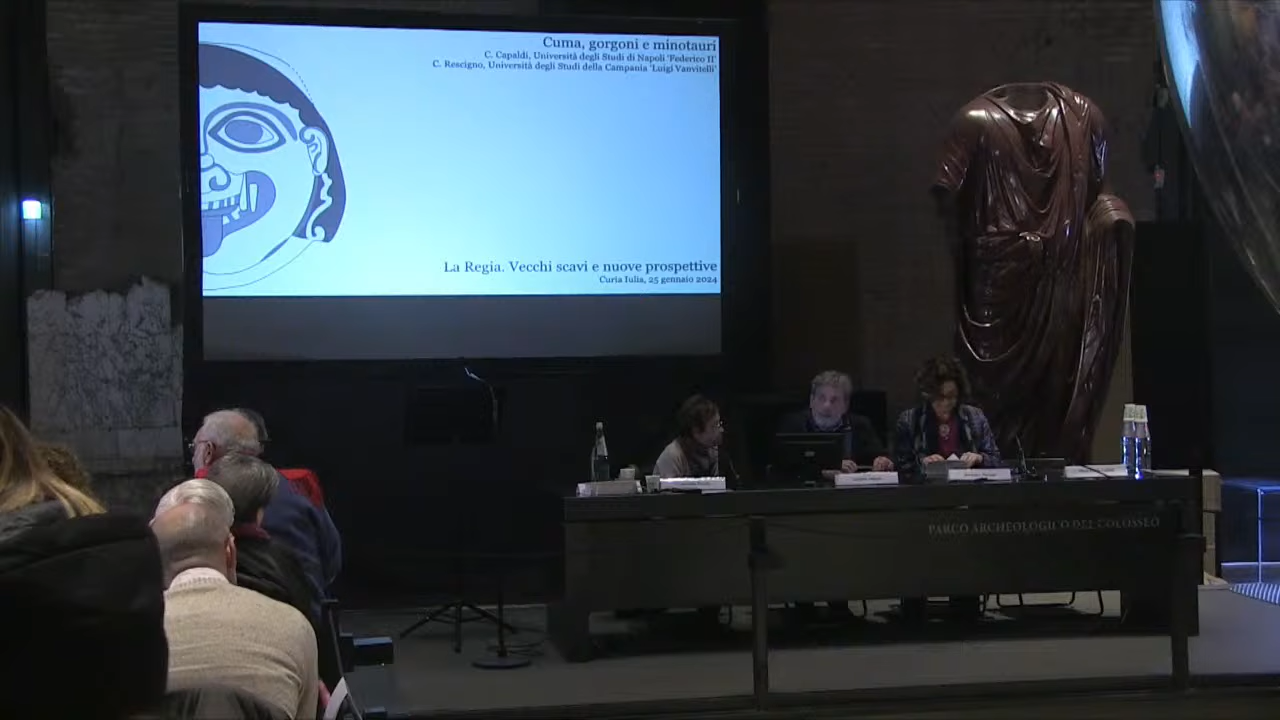 Cuma, gorgoni e minotauri
C. Capaldi, Università degli Studi di Napoli 'Federico II'
C. Rescigno, Università degli Studi della Campania 'Luigi Vanvitelli'
La Regia. Vecchi scavi e nuove prospettive
Curia Iulia, 25 gennaio 2024
PARCO ARCHEOLOGICO DEL COLOSSEO